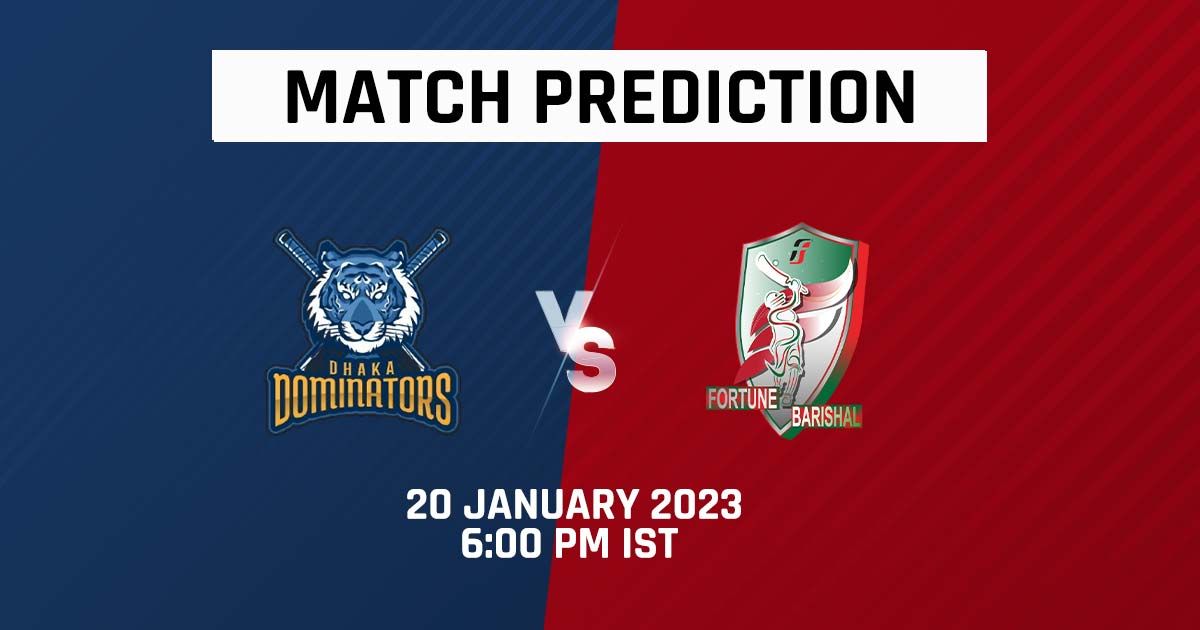 MATCH PREDICTION
DHAKA
DOMINATORS
VS
FORTUNE
BARISHAL
20 JANUARY 2023
6:00 PM IST